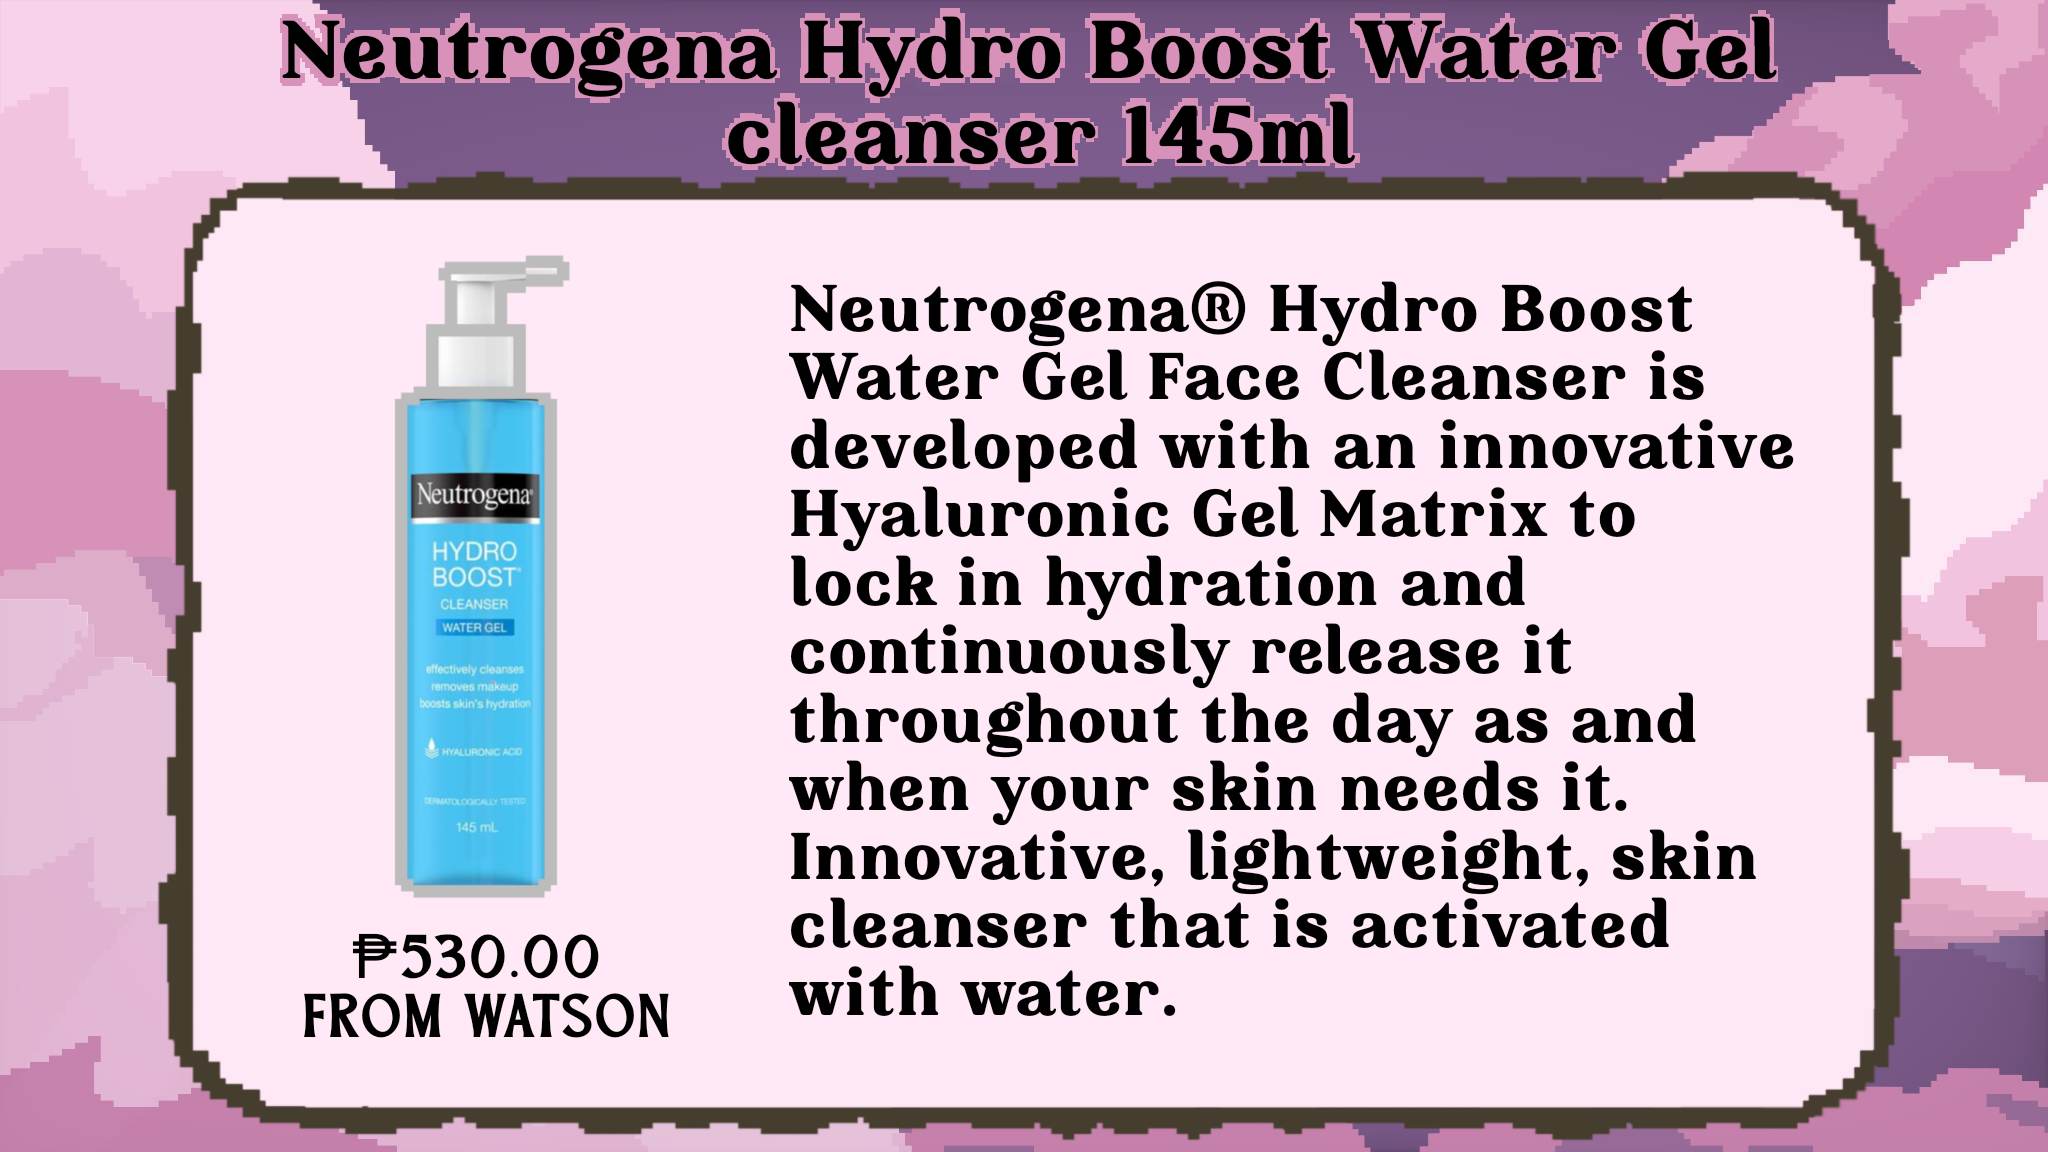 Neutrogena Hydro Boost Water Gel
cleanser 145ml
Neutrogena®
HYDRO
BOOST™
CLEANSER
WATER GEL
effectively cleanses
removes makeup
boosts skin's hydration
HYALURONIC ACID
DERMATOLOGICALLY TESTED
145 mL
₱530.00
FROM WATSON
Neutrogena® Hydro Boost
Water Gel Face Cleanser is
developed with an innovative
Hyaluronic Gel Matrix to
lock in hydration and
continuously release it
throughout the day as and
when your skin needs it.
Innovative, lightweight, skin
cleanser that is activated
with water.